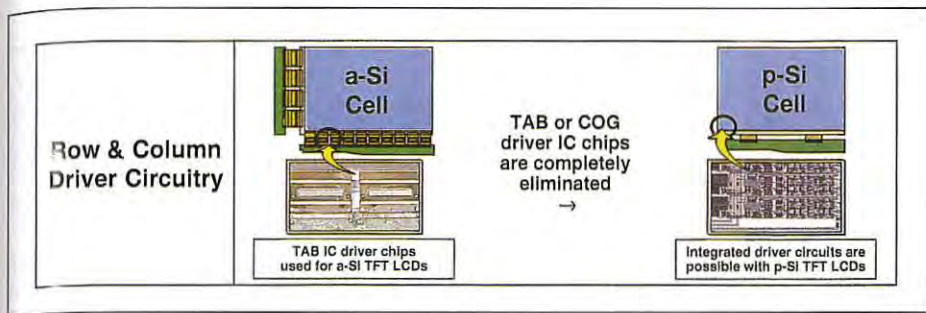 Row & Column
Driver Circuitry
a-Si
Cell
TAB IC driver chips
used for a-Si TFT LCDs
TAB or COG
driver IC chips
are completely
eliminated
→
p-Si
Cell
Integrated driver circuits are
possible with p-Si TFT LCDs